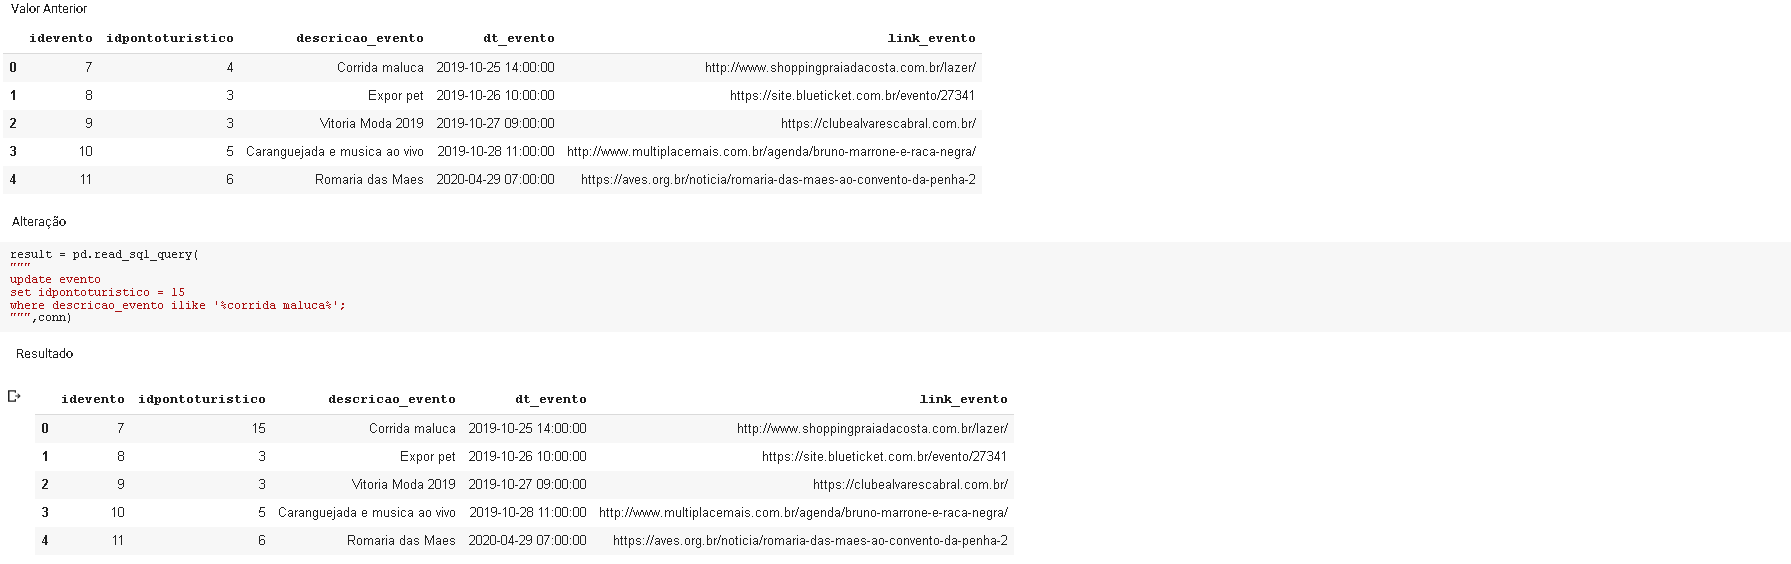 Valor Anterior
idevento idpontoturistico descricao_evento dt_evento link_evento
0 7 4 Corrida maluca 2019-10-25 14:00:00 http://www.shoppingpraiadacosta.com.br/lazer/
1 8 3 Expor pet 2019-10-26 10:00:00 https://site.blueticket.com.br/evento/27341
2 9 3 Vitoria Moda 2019 2019-10-27 09:00:00 https://clubealvarescabral.com.br/
3 10 5 Caranguejada e musica ao vivo 2019-10-28 11:00:00 http://www.multiplacemais.com.br/agenda/bruno-marrone-e-raca-negra/
4 11 6 Romaria das Maes 2020-04-29 07:00:00 https://aves.org.br/noticia/romaria-das-maes-ao-convento-da-penha-2
Alteração
result = pd.read_sql_query(
"""
update evento
set idpontoturistico = 15
where descricao_evento ilike '%corrida maluca%';
""",conn)
Resultado
idevento idpontoturistico descricao_evento dt_evento link_evento
0 7 15 Corrida maluca 2019-10-25 14:00:00 http://www.shoppingpraiadacosta.com.br/lazer/
1 8 3 Expor pet 2019-10-26 10:00:00 https://site.blueticket.com.br/evento/27341
2 9 3 Vitoria Moda 2019 2019-10-27 09:00:00 https://clubealvarescabral.com.br/
3 10 5 Caranguejada e musica ao vivo 2019-10-28 11:00:00 http://www.multiplacemais.com.br/agenda/bruno-marrone-e-raca-negra/
4 11 6 Romaria das Maes 2020-04-29 07:00:00 https://aves.org.br/noticia/romaria-das-maes-ao-convento-da-penha-2